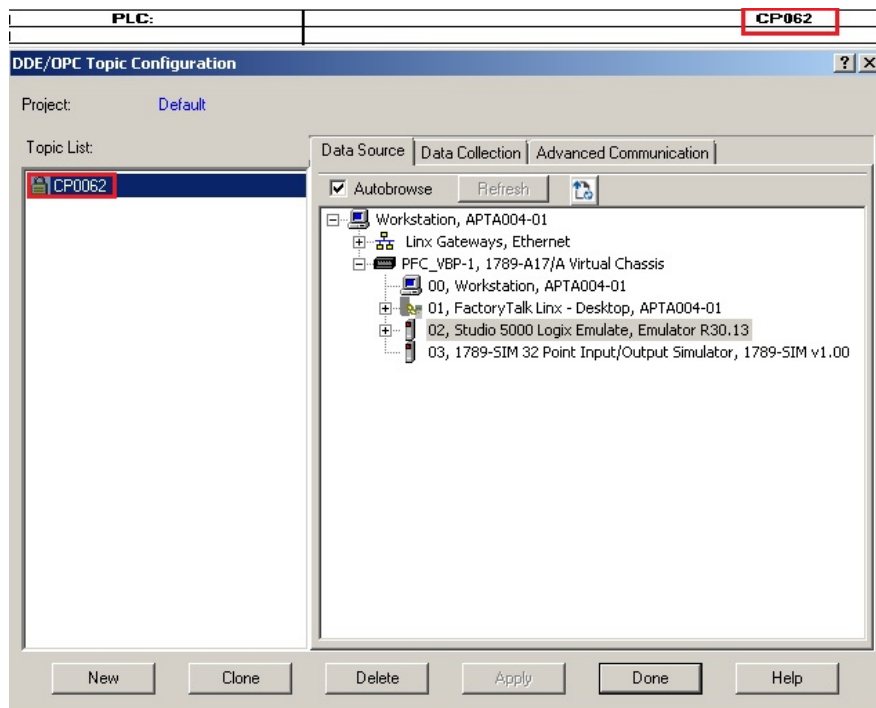 PLC: CP062
DDE/OPC Topic Configuration
Project: Default
Topic List:
CP0062
Data Source Data Collection Advanced Communication
Autobrowse Refresh
Workstation, APTA004-01
Linx Gateways, Ethernet
PFC_VBP-1, 1789-A17/A Virtual Chassis
00, Workstation, APTA004-01
01, FactoryTalk Linx - Desktop, APTA004-01
02, Studio 5000 Logix Emulate, Emulator R30.13
03, 1789-SIM 32 Point Input/Output Simulator, 1789-SIM v1.00
New Clone Delete Apply Done Help